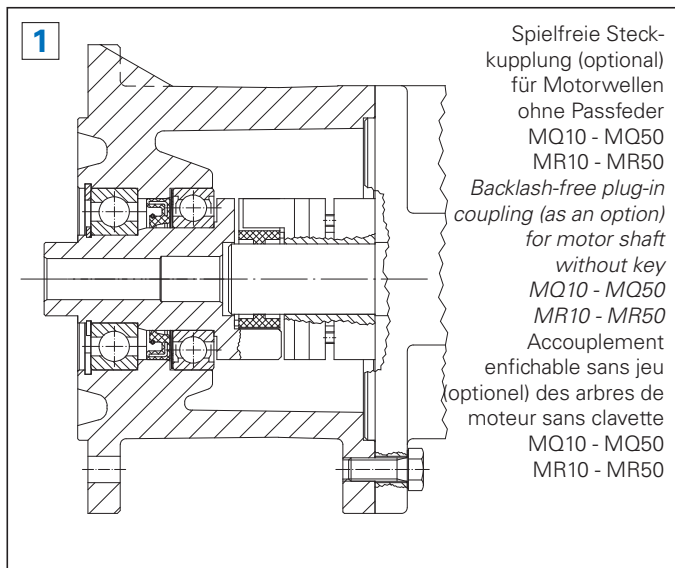 1
Spielfreie Steck-
kupplung (optional)
für Motorwellen
ohne Passfeder
MQ10 - MQ50
MR10 - MR50
Backlash-free plug-in
coupling (as an option)
for motor shaft
without key
MQ10 - MQ50
MR10 - MR50
Accouplement
enfichable sans jeu
(optionel) des arbres de
moteur sans clavette
MQ10 - MQ50
MR10 - MR50